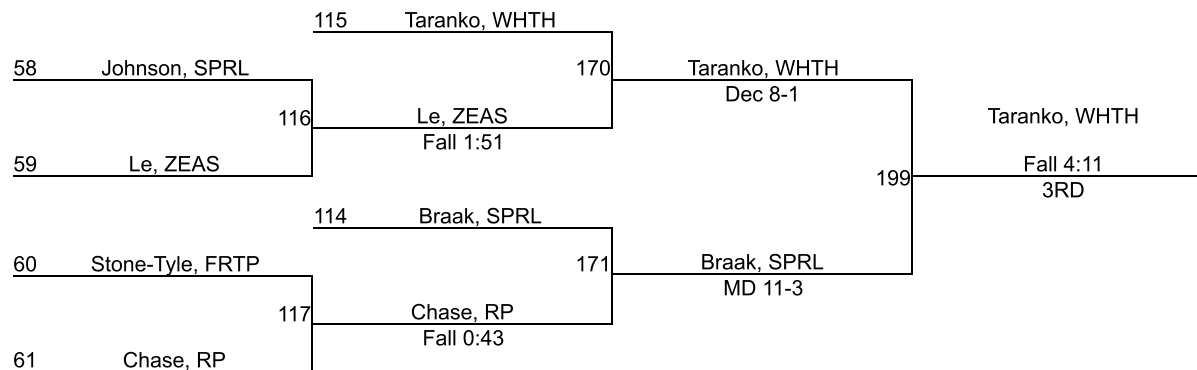 115 Taranko, WHTH
58 Johnson, SPRL
170 Taranko, WHTH
Dec 8-1
116 Le, ZEAS
Fall 1:51
Taranko, WHTH
59 Le, ZEAS
199 Fall 4:11
3RD
114 Braak, SPRL
60 Stone-Tyle, FRTP
171 Braak, SPRL
MD 11-3
117 Chase, RP
Fall 0:43
61 Chase, RP